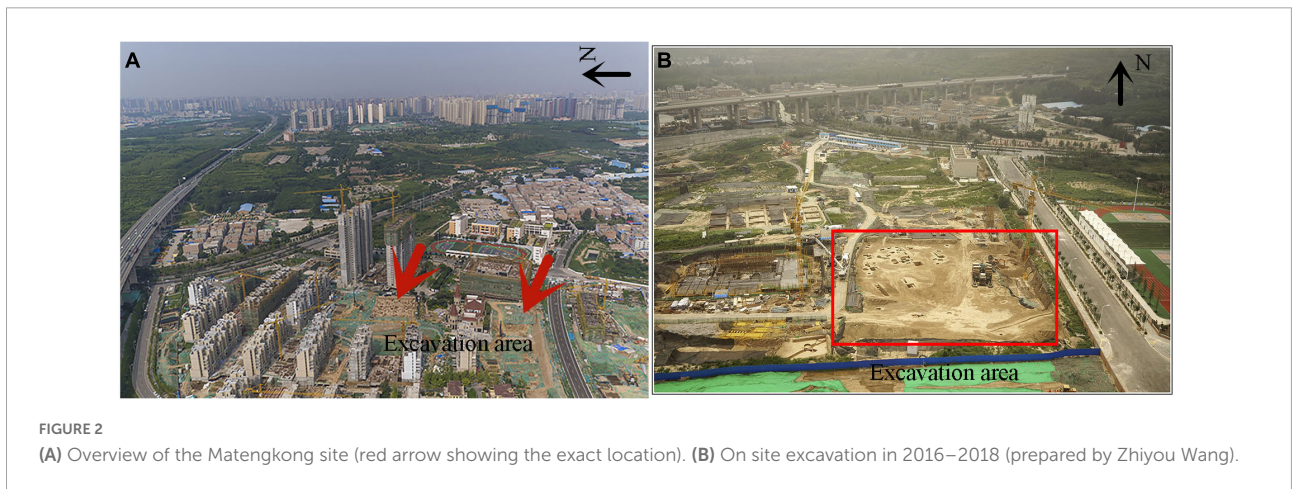 A
N
Excavation area
B
N
Excavation area
FIGURE 2
(A) Overview of the Matengkong site (red arrow showing the exact location). (B) On site excavation in 2016–2018 (prepared by Zhiyou Wang).